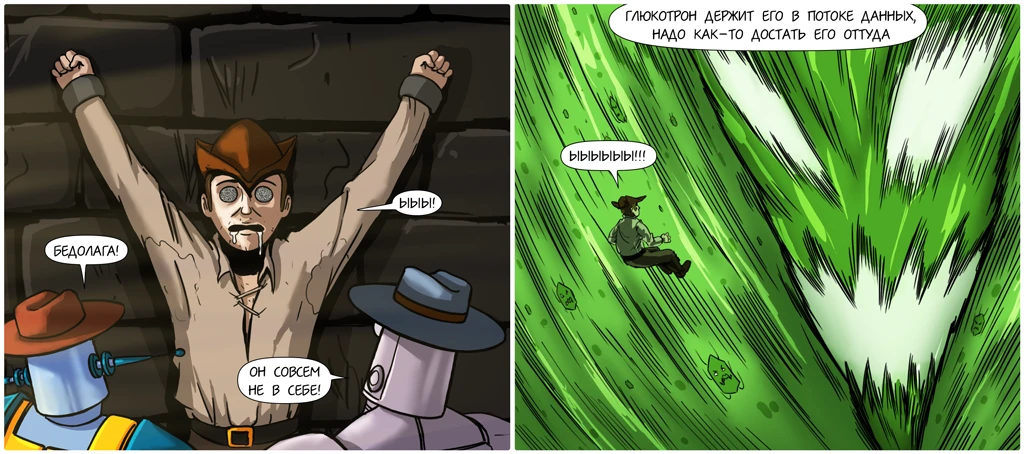 БЕДОЛАГА!
ЫЫЫ!
ОН СОВСЕМ
НЕ В СЕБЕ!
ГЛЮКОТРОН ДЕРЖИТ ЕГО В ПОТОКЕ ДАННЫХ,
НАДО КАК-ТО ДОСТАТЬ ЕГО ОТТУДА
ЫЫЫЫЫЫ!!!